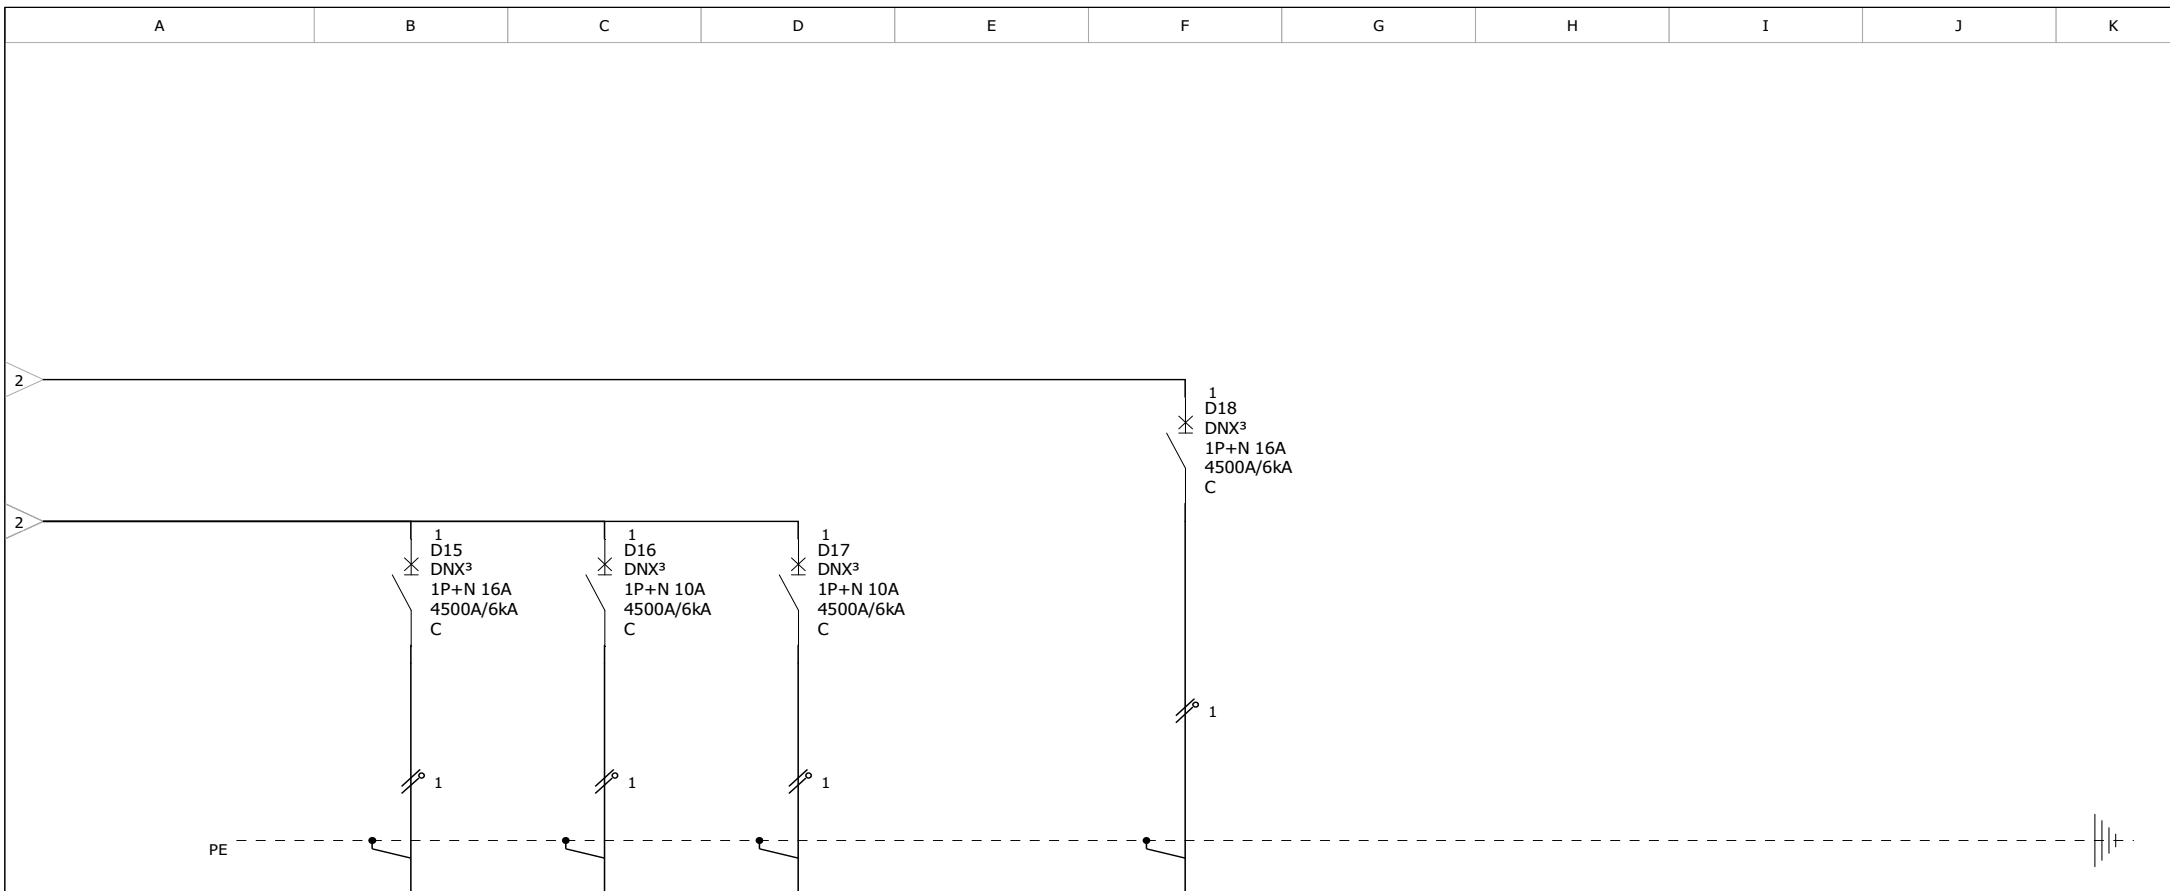 A B C D E F G H I J K
2
1
D18
DNX³
1P+N 16A
4500A/6kA
C
2
1
D15
DNX³
1P+N 16A
4500A/6kA
C
1
D16
DNX³
1P+N 10A
4500A/6kA
C
1
D17
DNX³
1P+N 10A
4500A/6kA
C
1
1
1
1
PE